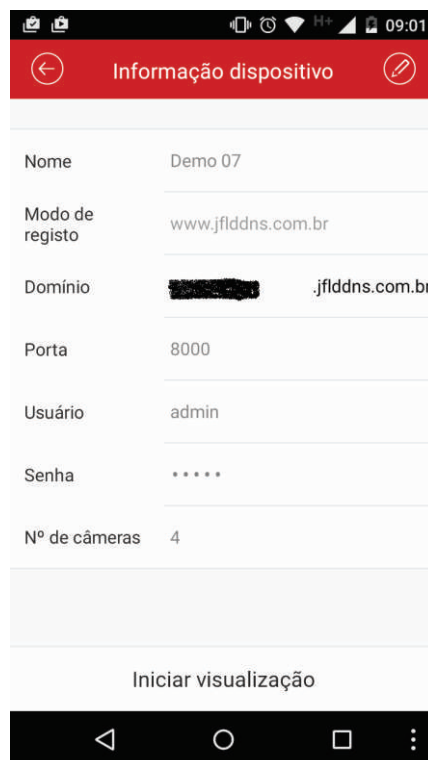 H+ 09:01
Informação dispositivo
Nome Demo 07
Modo de
registo www.jflddns.com.br
Domínio .jflddns.com.br
Porta 8000
Usuário admin
Senha •••••
Nº de câmeras 4
Iniciar visualização